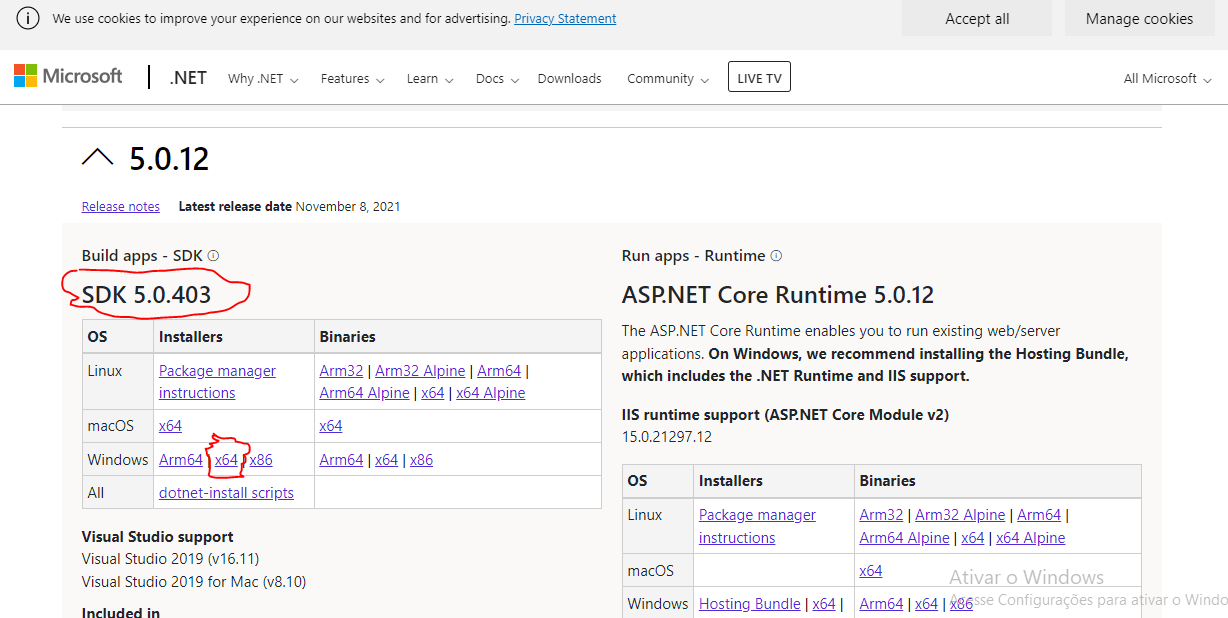 We use cookies to improve your experience on our websites and for advertising. Privacy Statement
Accept all
Manage cookies
Microsoft
.NET
Why .NET
Features
Learn
Docs
Downloads
Community
LIVE TV
All Microsoft
5.0.12
Release notes
Latest release date November 8, 2021
Build apps - SDK
SDK 5.0.403
OS Installers Binaries
Linux Package manager Arm32 | Arm32 Alpine | Arm64 |
instructions Arm64 Alpine | x64 | x64 Alpine
macOS x64 x64
Windows Arm64 | x64 | x86 Arm64 | x64 | x86
All dotnet-install scripts
Visual Studio support
Visual Studio 2019 (v16.11)
Visual Studio 2019 for Mac (v8.10)
Included in
Run apps - Runtime
ASP.NET Core Runtime 5.0.12
The ASP.NET Core Runtime enables you to run existing web/server
applications. On Windows, we recommend installing the Hosting Bundle,
which includes the .NET Runtime and IIS support.
IIS runtime support (ASP.NET Core Module v2)
15.0.21297.12
OS Installers Binaries
Linux Package manager Arm32 | Arm32 Alpine | Arm64 |
instructions Arm64 Alpine | x64 | x64 Alpine
macOS x64
Windows Hosting Bundle | x64 | Arm64 | x64 | x86
Ativar o Windows
Acesse Configurações para ativar o Windo